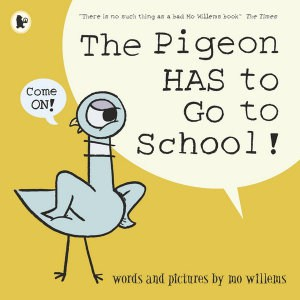 "There is no such thing as a bad Mo Willems book" The Times
The Pigeon
HAS to
Go to
School!
Come
ON!
words and pictures by mo willems